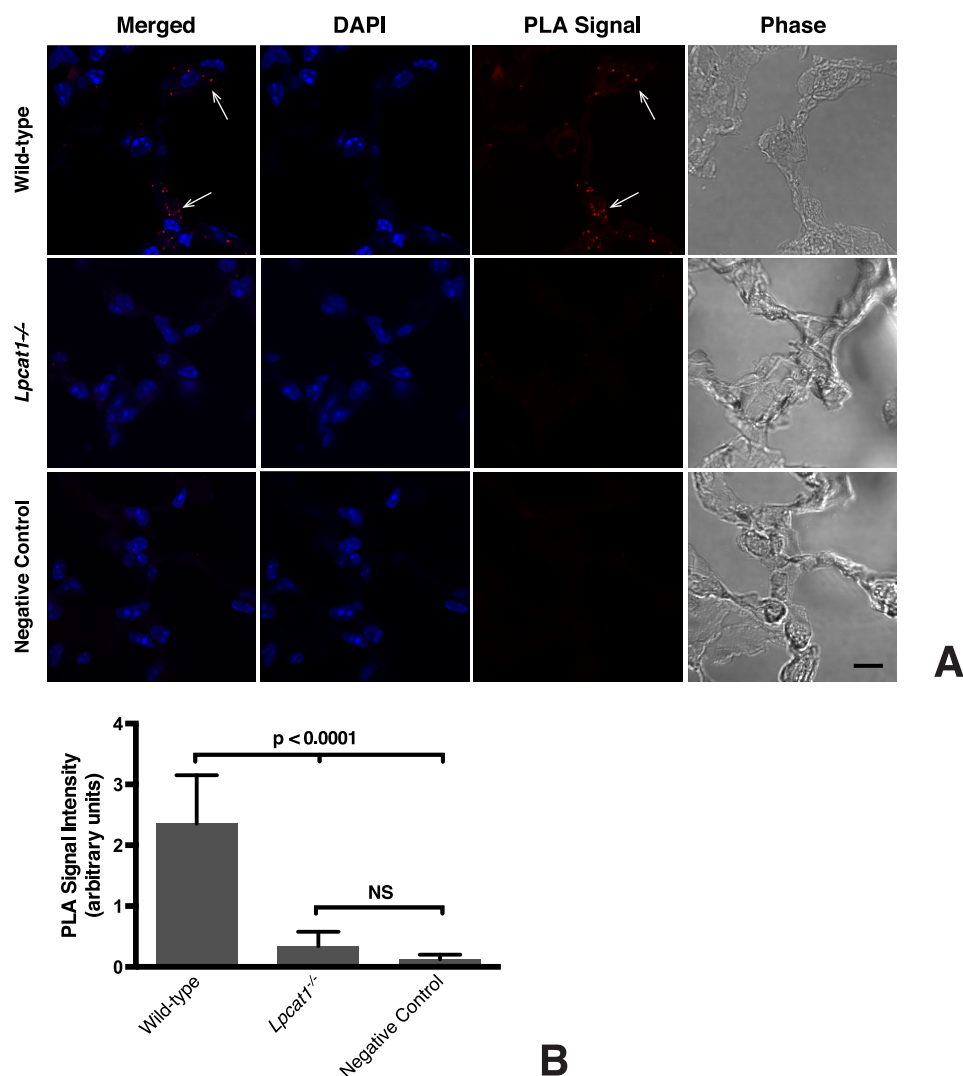 Merged DAPI PLA Signal Phase
Wild-type
Lpcat1-/-
Negative Control
A
4
3
2
1
0
PLA Signal Intensity
(arbitrary units)
p < 0.0001
NS
Wild-type
Lpcat1-/-
Negative Control
B